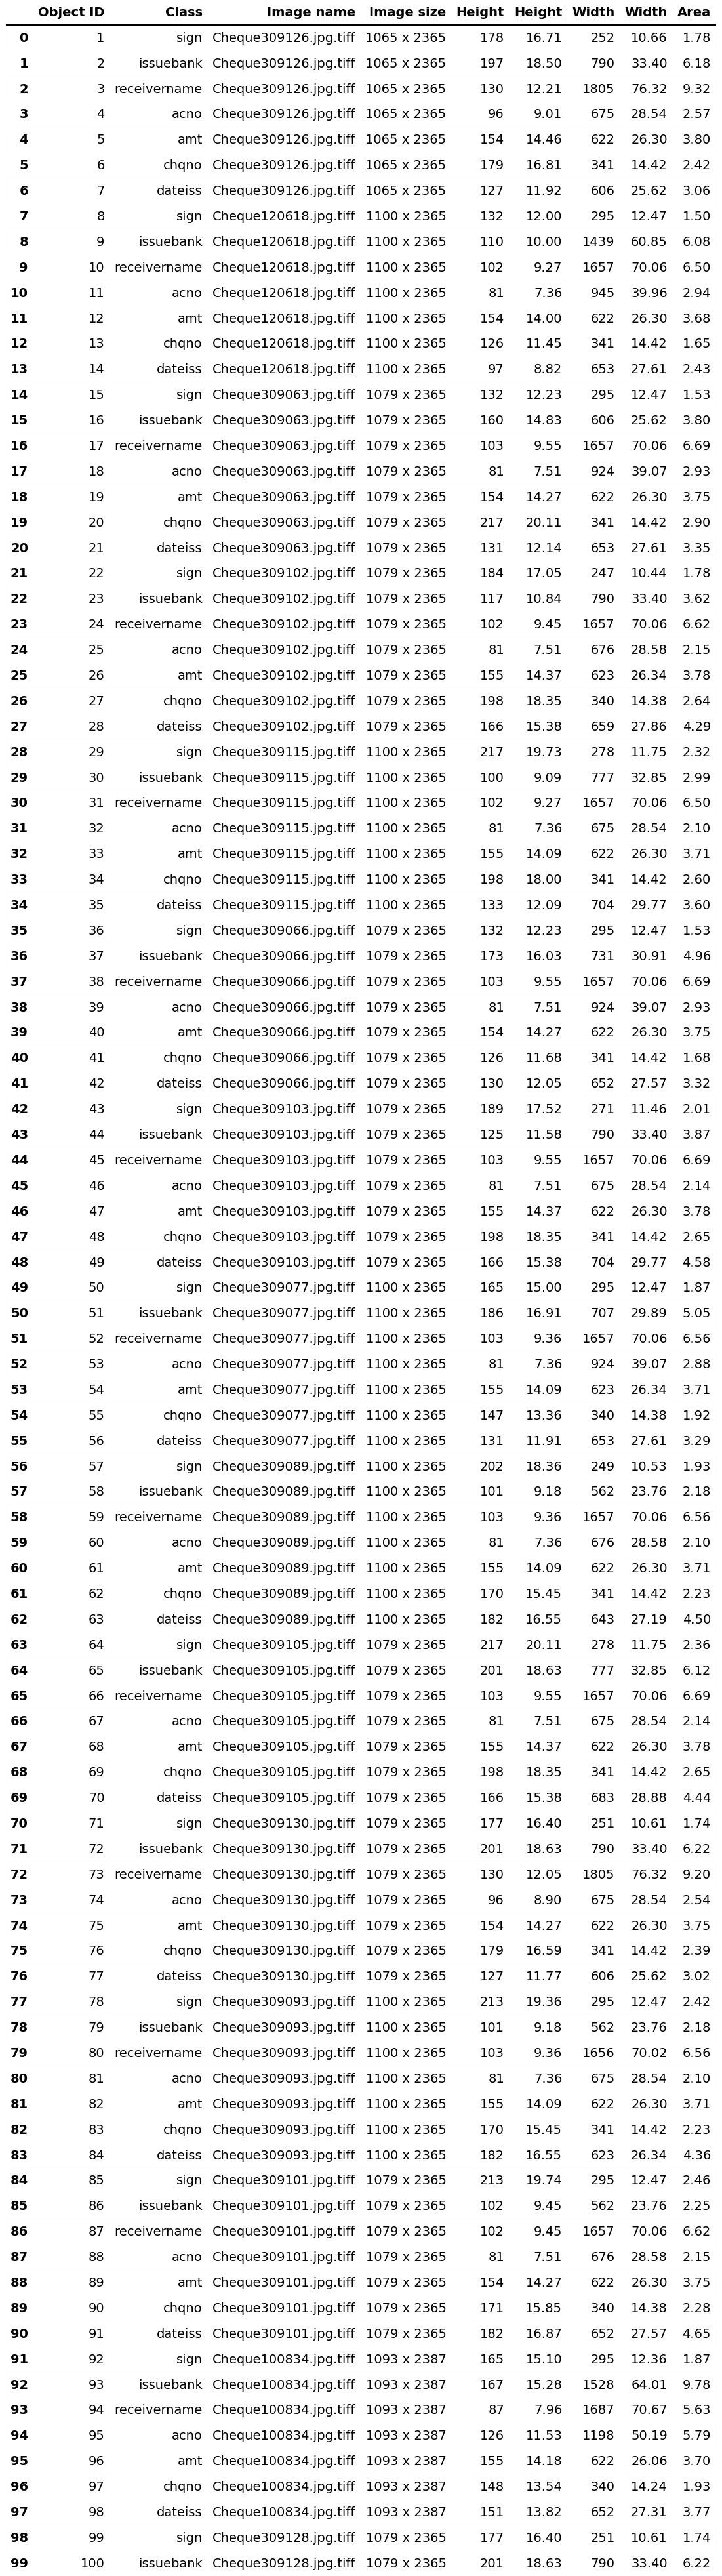 Object ID Class Image name Image size Height Height Width Width Area
0 1 sign Cheque309126.jpg.tiff 1065 x 2365 178 16.71 252 10.66 1.78
1 2 issuebank Cheque309126.jpg.tiff 1065 x 2365 197 18.50 790 33.40 6.18
2 3 receivername Cheque309126.jpg.tiff 1065 x 2365 130 12.21 1805 76.32 9.32
3 4 acno Cheque309126.jpg.tiff 1065 x 2365 96 9.01 675 28.54 2.57
4 5 amt Cheque309126.jpg.tiff 1065 x 2365 154 14.46 622 26.30 3.80
5 6 chqno Cheque309126.jpg.tiff 1065 x 2365 179 16.81 341 14.42 2.42
6 7 dateiss Cheque309126.jpg.tiff 1065 x 2365 127 11.92 606 25.62 3.06
7 8 sign Cheque120618.jpg.tiff 1100 x 2365 132 12.00 295 12.47 1.50
8 9 issuebank Cheque120618.jpg.tiff 1100 x 2365 110 10.00 1439 60.85 6.08
9 10 receivername Cheque120618.jpg.tiff 1100 x 2365 102 9.27 1657 70.06 6.50
10 11 acno Cheque120618.jpg.tiff 1100 x 2365 81 7.36 945 39.96 2.94
11 12 amt Cheque120618.jpg.tiff 1100 x 2365 154 14.00 622 26.30 3.68
12 13 chqno Cheque120618.jpg.tiff 1100 x 2365 126 11.45 341 14.42 1.65
13 14 dateiss Cheque120618.jpg.tiff 1100 x 2365 97 8.82 653 27.61 2.43
14 15 sign Cheque309063.jpg.tiff 1079 x 2365 132 12.23 295 12.47 1.53
15 16 issuebank Cheque309063.jpg.tiff 1079 x 2365 160 14.83 606 25.62 3.80
16 17 receivername Cheque309063.jpg.tiff 1079 x 2365 103 9.55 1657 70.06 6.69
17 18 acno Cheque309063.jpg.tiff 1079 x 2365 81 7.51 924 39.07 2.93
18 19 amt Cheque309063.jpg.tiff 1079 x 2365 154 14.27 622 26.30 3.75
19 20 chqno Cheque309063.jpg.tiff 1079 x 2365 217 20.11 341 14.42 2.90
20 21 dateiss Cheque309063.jpg.tiff 1079 x 2365 131 12.14 653 27.61 3.35
21 22 sign Cheque309102.jpg.tiff 1079 x 2365 184 17.05 247 10.44 1.78
22 23 issuebank Cheque309102.jpg.tiff 1079 x 2365 117 10.84 790 33.40 3.62
23 24 receivername Cheque309102.jpg.tiff 1079 x 2365 102 9.45 1657 70.06 6.62
24 25 acno Cheque309102.jpg.tiff 1079 x 2365 81 7.51 676 28.58 2.15
25 26 amt Cheque309102.jpg.tiff 1079 x 2365 155 14.37 623 26.34 3.78
26 27 chqno Cheque309102.jpg.tiff 1079 x 2365 198 18.35 340 14.38 2.64
27 28 dateiss Cheque309102.jpg.tiff 1079 x 2365 166 15.38 659 27.86 4.29
28 29 sign Cheque309115.jpg.tiff 1100 x 2365 217 19.73 278 11.75 2.32
29 30 issuebank Cheque309115.jpg.tiff 1100 x 2365 100 9.09 777 32.85 2.99
30 31 receivername Cheque309115.jpg.tiff 1100 x 2365 102 9.27 1657 70.06 6.50
31 32 acno Cheque309115.jpg.tiff 1100 x 2365 81 7.36 675 28.54 2.10
32 33 amt Cheque309115.jpg.tiff 1100 x 2365 155 14.09 622 26.30 3.71
33 34 chqno Cheque309115.jpg.tiff 1100 x 2365 198 18.00 341 14.42 2.60
34 35 dateiss Cheque309115.jpg.tiff 1100 x 2365 133 12.09 704 29.77 3.60
35 36 sign Cheque309066.jpg.tiff 1079 x 2365 132 12.23 295 12.47 1.53
36 37 issuebank Cheque309066.jpg.tiff 1079 x 2365 173 16.03 731 30.91 4.96
37 38 receivername Cheque309066.jpg.tiff 1079 x 2365 103 9.55 1657 70.06 6.69
38 39 acno Cheque309066.jpg.tiff 1079 x 2365 81 7.51 924 39.07 2.93
39 40 amt Cheque309066.jpg.tiff 1079 x 2365 154 14.27 622 26.30 3.75
40 41 chqno Cheque309066.jpg.tiff 1079 x 2365 126 11.68 341 14.42 1.68
41 42 dateiss Cheque309066.jpg.tiff 1079 x 2365 130 12.05 652 27.57 3.32
42 43 sign Cheque309103.jpg.tiff 1079 x 2365 189 17.52 271 11.46 2.01
43 44 issuebank Cheque309103.jpg.tiff 1079 x 2365 125 11.58 790 33.40 3.87
44 45 receivername Cheque309103.jpg.tiff 1079 x 2365 103 9.55 1657 70.06 6.69
45 46 acno Cheque309103.jpg.tiff 1079 x 2365 81 7.51 675 28.54 2.14
46 47 amt Cheque309103.jpg.tiff 1079 x 2365 155 14.37 622 26.30 3.78
47 48 chqno Cheque309103.jpg.tiff 1079 x 2365 198 18.35 341 14.42 2.65
48 49 dateiss Cheque309103.jpg.tiff 1079 x 2365 166 15.38 704 29.77 4.58
49 50 sign Cheque309077.jpg.tiff 1100 x 2365 165 15.00 295 12.47 1.87
50 51 issuebank Cheque309077.jpg.tiff 1100 x 2365 186 16.91 707 29.89 5.05
51 52 receivername Cheque309077.jpg.tiff 1100 x 2365 103 9.36 1657 70.06 6.56
52 53 acno Cheque309077.jpg.tiff 1100 x 2365 81 7.36 924 39.07 2.88
53 54 amt Cheque309077.jpg.tiff 1100 x 2365 155 14.09 623 26.34 3.71
54 55 chqno Cheque309077.jpg.tiff 1100 x 2365 147 13.36 340 14.38 1.92
55 56 dateiss Cheque309077.jpg.tiff 1100 x 2365 131 11.91 653 27.61 3.29
56 57 sign Cheque309089.jpg.tiff 1100 x 2365 202 18.36 249 10.53 1.93
57 58 issuebank Cheque309089.jpg.tiff 1100 x 2365 101 9.18 562 23.76 2.18
58 59 receivername Cheque309089.jpg.tiff 1100 x 2365 103 9.36 1657 70.06 6.56
59 60 acno Cheque309089.jpg.tiff 1100 x 2365 81 7.36 676 28.58 2.10
60 61 amt Cheque309089.jpg.tiff 1100 x 2365 155 14.09 622 26.30 3.71
61 62 chqno Cheque309089.jpg.tiff 1100 x 2365 170 15.45 341 14.42 2.23
62 63 dateiss Cheque309089.jpg.tiff 1100 x 2365 182 16.55 643 27.19 4.50
63 64 sign Cheque309105.jpg.tiff 1079 x 2365 217 20.11 278 11.75 2.36
64 65 issuebank Cheque309105.jpg.tiff 1079 x 2365 201 18.63 777 32.85 6.12
65 66 receivername Cheque309105.jpg.tiff 1079 x 2365 103 9.55 1657 70.06 6.69
66 67 acno Cheque309105.jpg.tiff 1079 x 2365 81 7.51 675 28.54 2.14
67 68 amt Cheque309105.jpg.tiff 1079 x 2365 155 14.37 622 26.30 3.78
68 69 chqno Cheque309105.jpg.tiff 1079 x 2365 198 18.35 341 14.42 2.65
69 70 dateiss Cheque309105.jpg.tiff 1079 x 2365 166 15.38 683 28.88 4.44
70 71 sign Cheque309130.jpg.tiff 1079 x 2365 177 16.40 251 10.61 1.74
71 72 issuebank Cheque309130.jpg.tiff 1079 x 2365 201 18.63 790 33.40 6.22
72 73 receivername Cheque309130.jpg.tiff 1079 x 2365 130 12.05 1805 76.32 9.20
73 74 acno Cheque309130.jpg.tiff 1079 x 2365 96 8.90 675 28.54 2.54
74 75 amt Cheque309130.jpg.tiff 1079 x 2365 154 14.27 622 26.30 3.75
75 76 chqno Cheque309130.jpg.tiff 1079 x 2365 179 16.59 341 14.42 2.39
76 77 dateiss Cheque309130.jpg.tiff 1079 x 2365 127 11.77 606 25.62 3.02
77 78 sign Cheque309093.jpg.tiff 1100 x 2365 213 19.36 295 12.47 2.42
78 79 issuebank Cheque309093.jpg.tiff 1100 x 2365 101 9.18 562 23.76 2.18
79 80 receivername Cheque309093.jpg.tiff 1100 x 2365 103 9.36 1656 70.02 6.56
80 81 acno Cheque309093.jpg.tiff 1100 x 2365 81 7.36 675 28.54 2.10
81 82 amt Cheque309093.jpg.tiff 1100 x 2365 155 14.09 622 26.30 3.71
82 83 chqno Cheque309093.jpg.tiff 1100 x 2365 170 15.45 341 14.42 2.23
83 84 dateiss Cheque309093.jpg.tiff 1100 x 2365 182 16.55 623 26.34 4.36
84 85 sign Cheque309101.jpg.tiff 1079 x 2365 213 19.74 295 12.47 2.46
85 86 issuebank Cheque309101.jpg.tiff 1079 x 2365 102 9.45 562 23.76 2.25
86 87 receivername Cheque309101.jpg.tiff 1079 x 2365 102 9.45 1657 70.06 6.62
87 88 acno Cheque309101.jpg.tiff 1079 x 2365 81 7.51 676 28.58 2.15
88 89 amt Cheque309101.jpg.tiff 1079 x 2365 154 14.27 622 26.30 3.75
89 90 chqno Cheque309101.jpg.tiff 1079 x 2365 171 15.85 340 14.38 2.28
90 91 dateiss Cheque309101.jpg.tiff 1079 x 2365 182 16.87 652 27.57 4.65
91 92 sign Cheque100834.jpg.tiff 1093 x 2387 165 15.10 295 12.36 1.87
92 93 issuebank Cheque100834.jpg.tiff 1093 x 2387 167 15.28 1528 64.01 9.78
93 94 receivername Cheque100834.jpg.tiff 1093 x 2387 87 7.96 1687 70.67 5.63
94 95 acno Cheque100834.jpg.tiff 1093 x 2387 126 11.53 1198 50.19 5.79
95 96 amt Cheque100834.jpg.tiff 1093 x 2387 155 14.18 622 26.06 3.70
96 97 chqno Cheque100834.jpg.tiff 1093 x 2387 148 13.54 340 14.24 1.93
97 98 dateiss Cheque100834.jpg.tiff 1093 x 2387 151 13.82 652 27.31 3.77
98 99 sign Cheque309128.jpg.tiff 1079 x 2365 177 16.40 251 10.61 1.74
99 100 issuebank Cheque309128.jpg.tiff 1079 x 2365 201 18.63 790 33.40 6.22